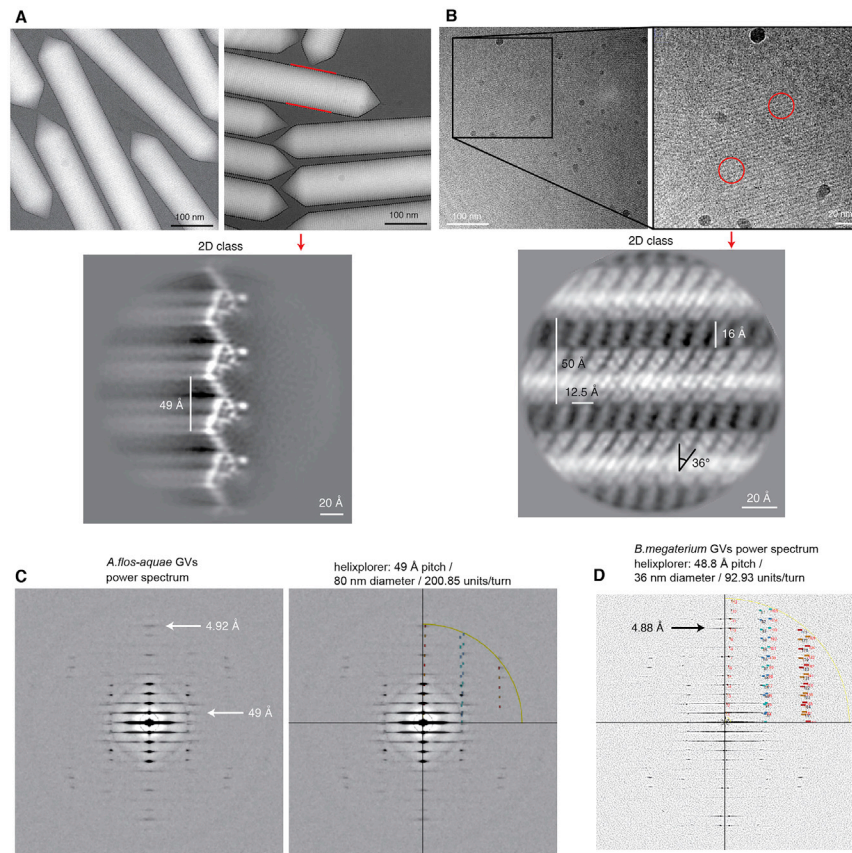 A
B
100 nm
100 nm
100 nm
20 nm
2D class
2D class
49 Å
20 Å
16 Å
50 Å
12.5 Å
36°
20 Å
C
A.flos-aquae GVs
power spectrum
helixplorer: 49 Å pitch /
80 nm diameter / 200.85 units/turn
D
B.megaterium GVs power spectrum
helixplorer: 48.8 Å pitch /
36 nm diameter / 92.93 units/turn
4.92 Å
49 Å
4.88 Å